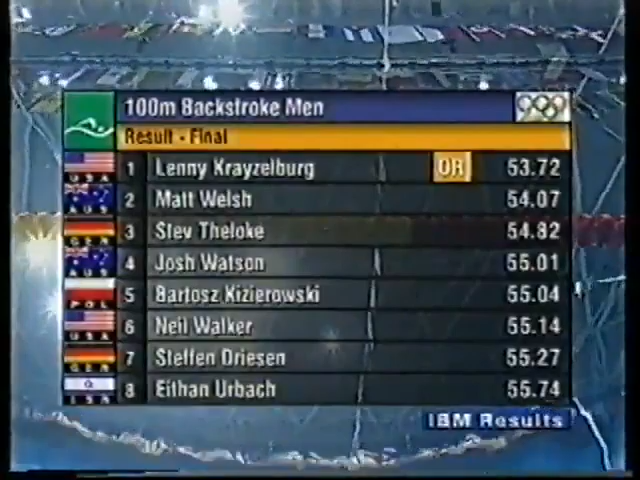 100m Backstroke Men
Result - Final
USA 1 Lenny Krayzelburg OR 53.72
AUS 2 Matt Welsh 54.07
GER 3 Stev Theloke 54.82
AUS 4 Josh Watson 55.01
POL 5 Bartosz Kizierowski 55.04
USA 6 Neil Walker 55.14
GER 7 Steffen Driesen 55.27
ISR 8 Eithan Urbach 55.74
IBM Results